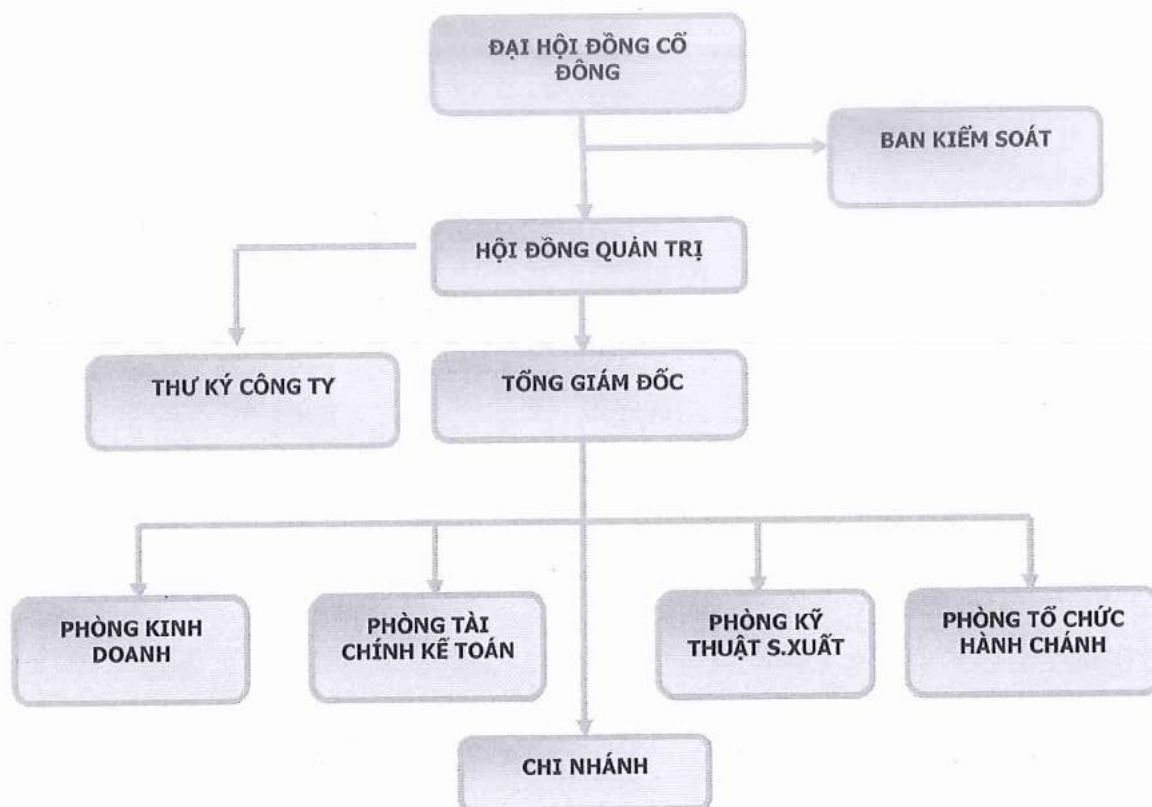 ĐẠI HỘI ĐỒNG CỔ
ĐÔNG
BAN KIỂM SOÁT
HỘI ĐỒNG QUẢN TRỊ
THƯ KÝ CÔNG TY
TỔNG GIÁM ĐỐC
PHÒNG KINH
DOANH
PHÒNG TÀI
CHÍNH KẾ TOÁN
PHÒNG KỸ
THUẬT S.XUẤT
PHÒNG TỔ CHỨC
HÀNH CHÁNH
CHI NHÁNH